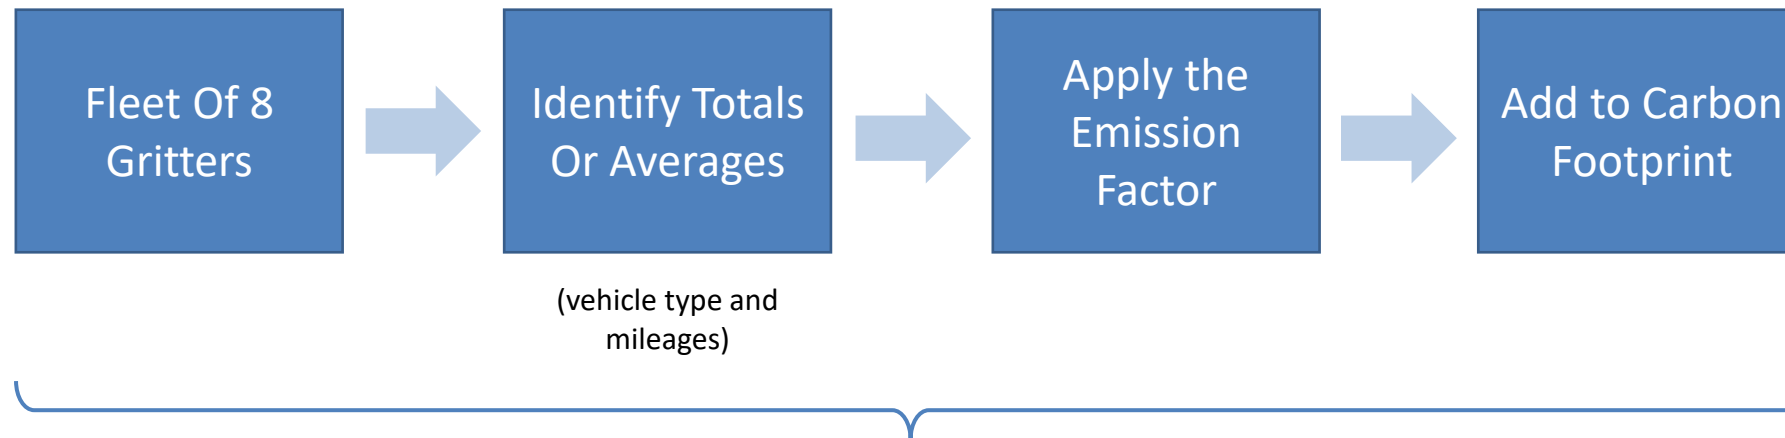 Fleet Of 8
Gritters
Identify Totals
Or Averages
(vehicle type and
mileages)
Apply the
Emission
Factor
Add to Carbon
Footprint